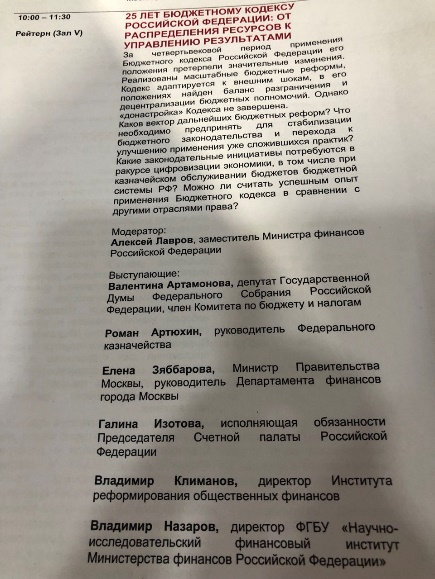 10:00 – 11:30
Рейтерн (Зал V)
25 ЛЕТ БЮДЖЕТНОМУ КОДЕКСУ
РОССИЙСКОЙ ФЕДЕРАЦИИ: ОТ
РАСПРЕДЕЛЕНИЯ РЕСУРСОВ К
УПРАВЛЕНИЮ РЕЗУЛЬТАТАМИ
За четвертьвековой период применения
Бюджетного кодекса Российской Федерации его
положения претерпели значительные изменения.
Реализованы масштабные бюджетные реформы,
Кодекс адаптируется к внешним шокам, в его
положениях найден баланс разграничения и
децентрализации бюджетных полномочий. Однако
«донастройка» Кодекса не завершена.
Каков вектор дальнейших бюджетных реформ? Что
необходимо предпринять для стабилизации
бюджетного законодательства и перехода к
улучшению применения уже сложившихся практик?
Какие законодательные инициативы потребуются в
ракурсе цифровизации экономики, в том числе при
казначейском обслуживании бюджетов бюджетной
системы РФ? Можно ли считать успешным опыт
применения Бюджетного кодекса в сравнении с
другими отраслями права?
Модератор:
Алексей Лавров, заместитель Министра финансов
Российской Федерации
Выступающие:
Валентина Артамонова, депутат Государственной
Думы Федерального Собрания Российской
Федерации, член Комитета по бюджету и налогам
Роман Артюхин, руководитель Федерального
казначейства
Елена Зяббарова, Министр Правительства
Москвы, руководитель Департамента финансов
города Москвы
Галина Изотова, исполняющая обязанности
Председателя Счетной палаты Российской
Федерации
Владимир Климанов, директор Института
реформирования общественных финансов
Владимир Назаров, директор ФГБУ «Научно-
исследовательский финансовый институт
Министерства финансов Российской Федерации»